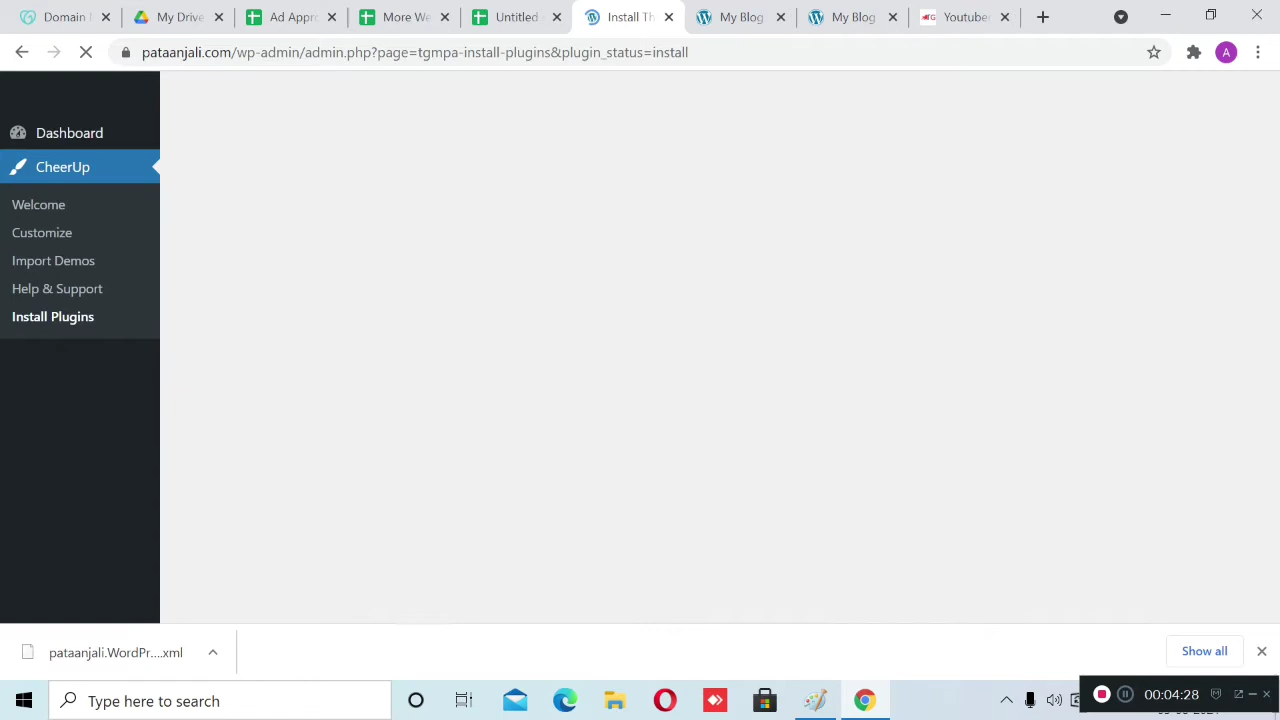 Domain N
My Drive
Ad Appro
More We
Untitled
Install Th
My Blog
My Blog
Youtuber
pataanjali.com/wp-admin/admin.php?page=tgmpa-install-plugins&plugin_status=install
A
Dashboard
CheerUp
Welcome
Customize
Import Demos
Help & Support
Install Plugins
pataanjali.WordPr....xml
Show all
Type here to search
00:04:28